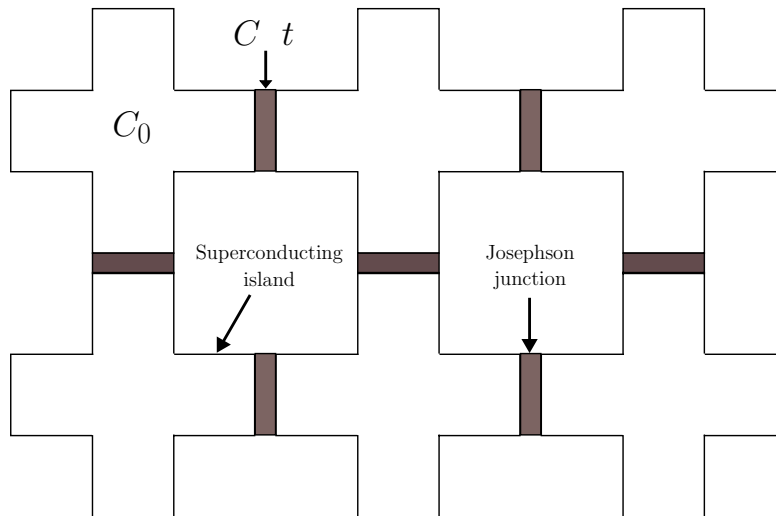 C t
C₀
Superconducting
island
Josephson
junction